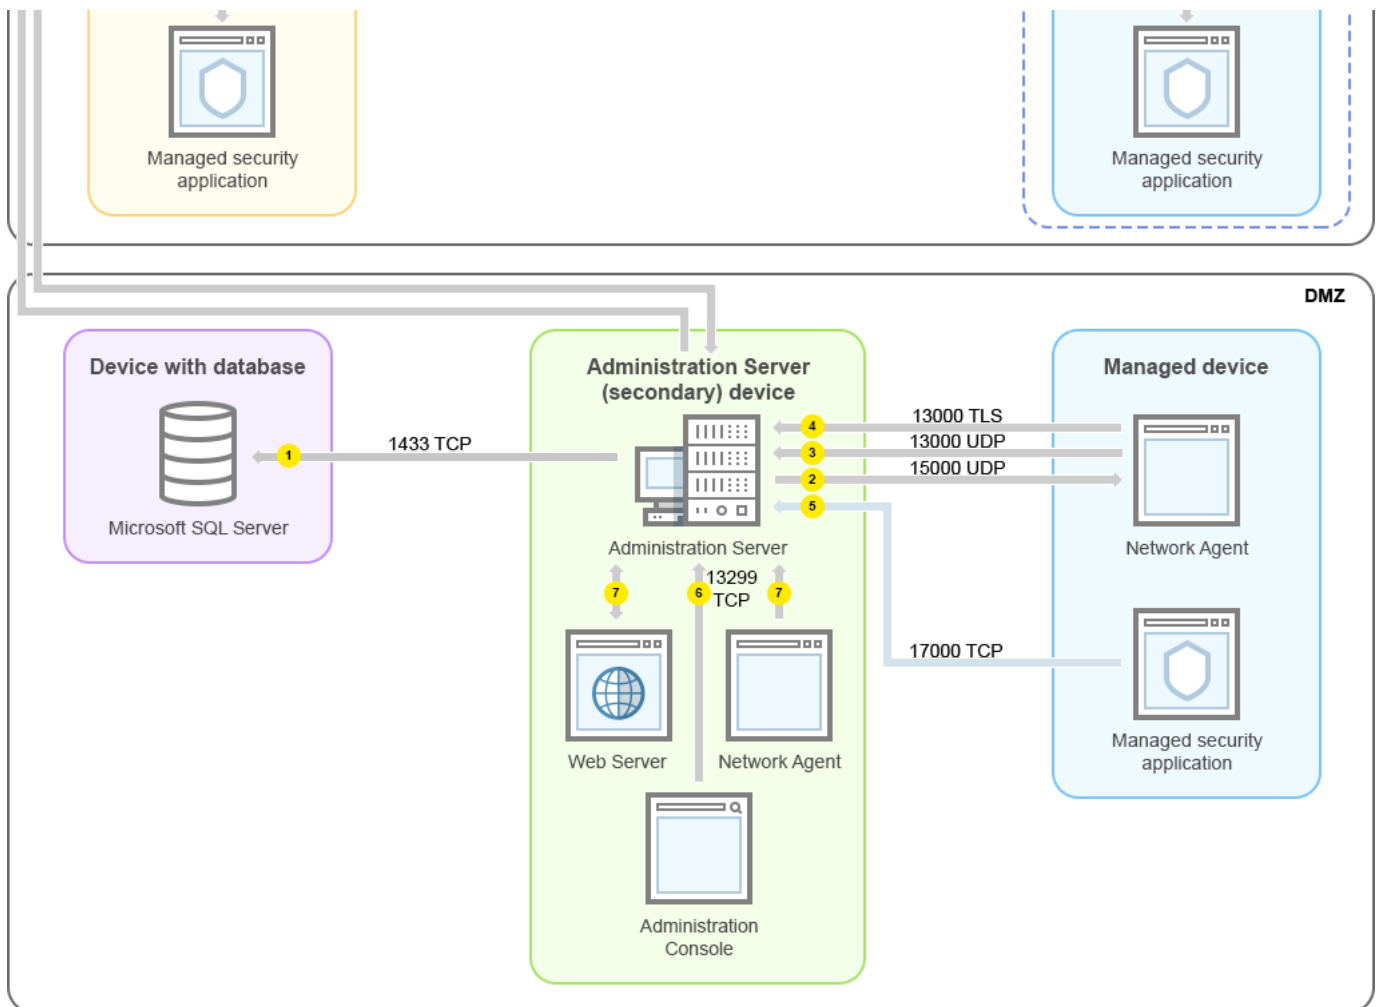 Managed security
application
Managed security
application
DMZ
Device with database
1
1433 TCP
Microsoft SQL Server
Administration Server
(secondary) device
Administration Server
Managed device
4
13000 TLS
3
13000 UDP
2
15000 UDP
5
Network Agent
7
6
13299
TCP
7
17000 TCP
Web Server
Network Agent
Managed security
application
Administration
Console